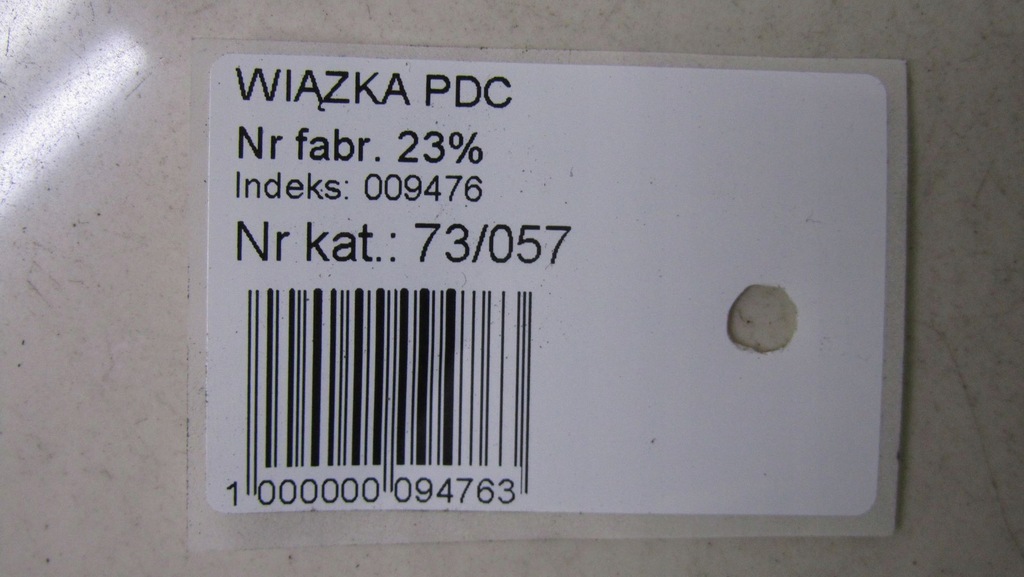 WIĄZKA PDC
Nr fabr. 23%
Indeks: 009476
Nr kat.: 73/057
1 000000 094763